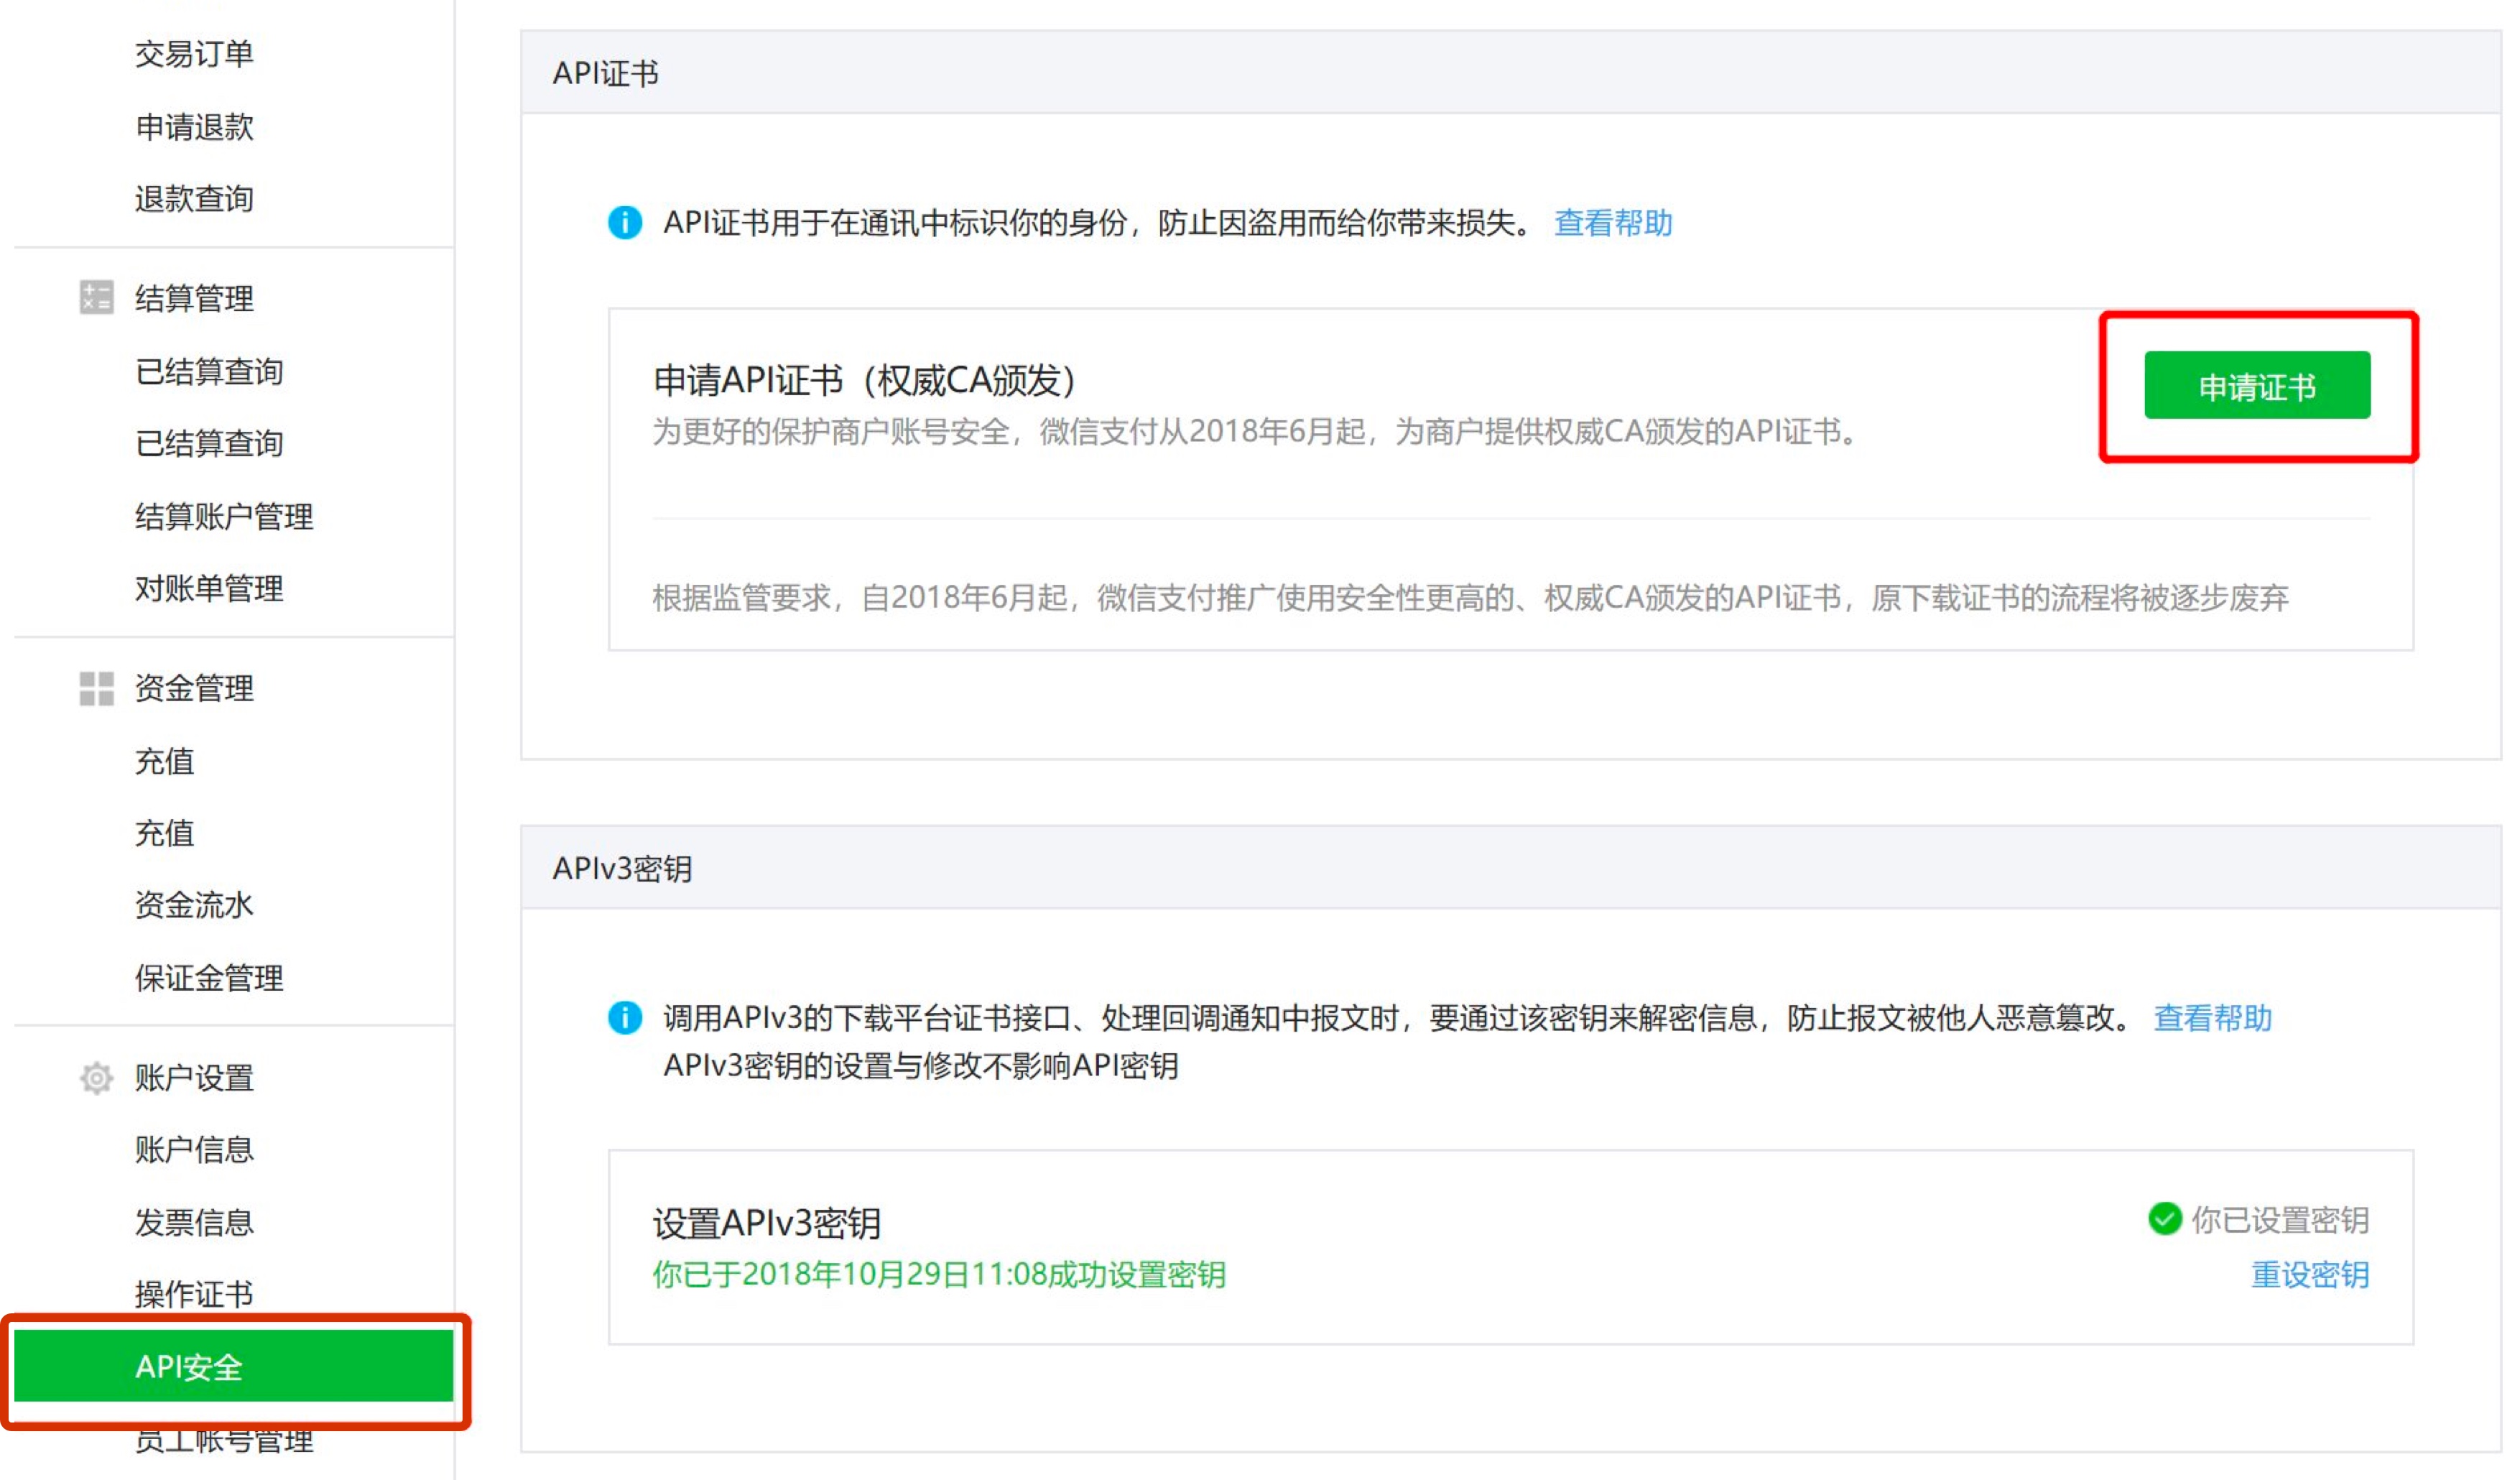 交易订单
申请退款
退款查询
结算管理
已结算查询
已结算查询
结算账户管理
对账单管理
资金管理
充值
充值
资金流水
保证金管理
账户设置
账户信息
发票信息
操作证书
API安全
员工帐号管理
API证书
API证书用于在通讯中标识你的身份，防止因盗用而给你带来损失。 查看帮助
申请API证书（权威CA颁发）
申请证书
为更好的保护商户账号安全，微信支付从2018年6月起，为商户提供权威CA颁发的API证书。
根据监管要求，自2018年6月起，微信支付推广使用安全性更高的、权威CA颁发的API证书，原下载证书的流程将被逐步废弃
APIv3密钥
调用APIv3的下载平台证书接口、处理回调通知中报文时，要通过该密钥来解密信息，防止报文被他人恶意篡改。 查看帮助
APIv3密钥的设置与修改不影响API密钥
设置APIv3密钥
你已设置密钥
你已于2018年10月29日11:08成功设置密钥
重设密钥